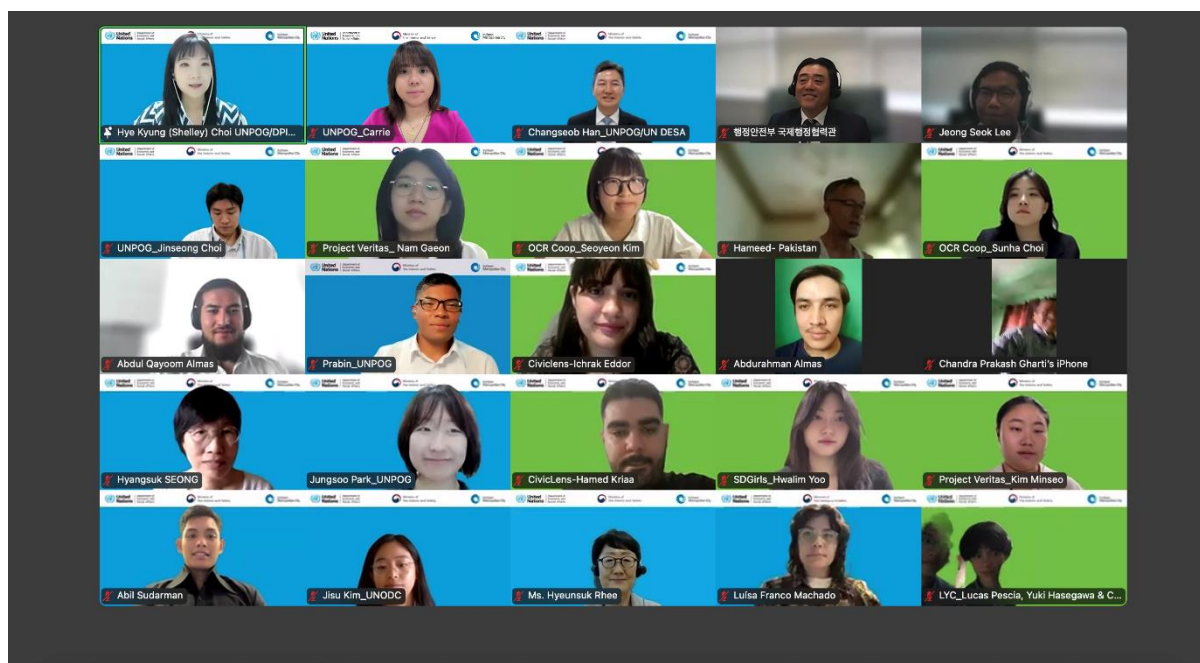 Hye Kyung (Shelley) Choi UNPOG/DPI...
UNPOG_Carrie
Changseob Han_UNPOG/UN DESA
행정안전부 국제행정협력관
Jeong Seok Lee
UNPOG_Jinseong Choi
Project Veritas_ Nam Gaeon
OCR Coop_Seoyeon Kim
Hameed- Pakistan
OCR Coop_Sunha Choi
Abdul Qayoom Almas
Prabin_UNPOG
Civiclens-Ichrak Eddor
Abdurahman Almas
Chandra Prakash Gharti's iPhone
Hyangsuk SEONG
Jungsoo Park_UNPOG
CivicLens-Hamed Kriaa
SDGirls_Hwalim Yoo
Project Veritas_Kim Minseo
Abil Sudarman
Jisu Kim_UNODC
Ms. Hyeunsuk Rhee
Luísa Franco Machado
LYC_Lucas Pescia, Yuki Hasegawa & C...